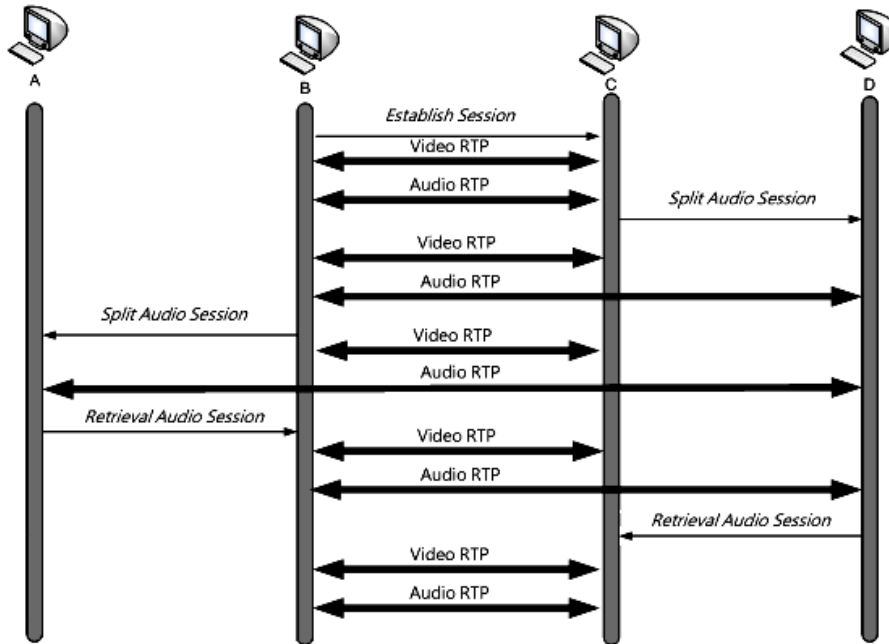 A
B
C
D
Establish Session
Video RTP
Audio RTP
Split Audio Session
Video RTP
Audio RTP
Split Audio Session
Video RTP
Audio RTP
Retrieval Audio Session
Video RTP
Audio RTP
Retrieval Audio Session
Video RTP
Audio RTP